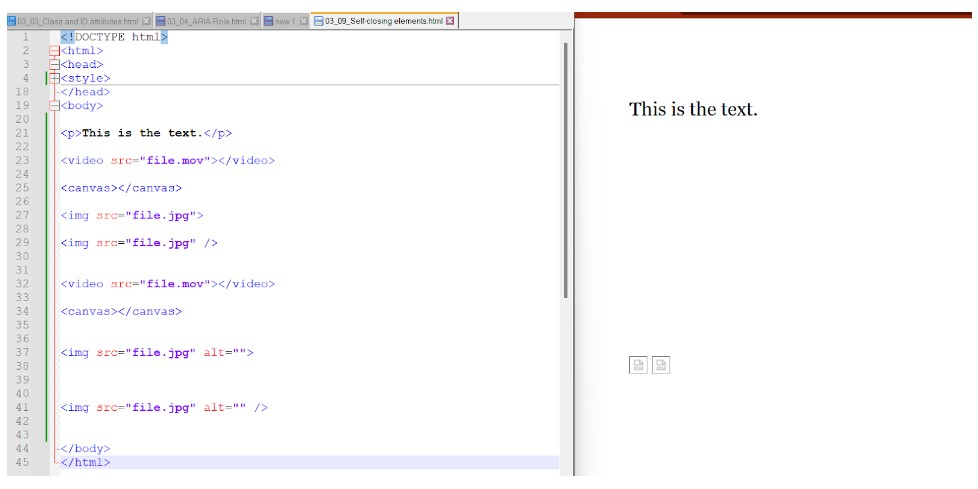 03_03_Class and ID attributes.html 03_04_ARIA Role.html new 1 03_09_Self-closing elements.html
1 <!DOCTYPE html>
2 <html>
3 <head>
4 <style>
18 </head>
19 <body>
20
21 <p>This is the text.</p>
22
23 <video src="file.mov"></video>
24
25 <canvas></canvas>
26
27 <img src="file.jpg">
28
29 <img src="file.jpg" />
30
31
32 <video src="file.mov"></video>
33
34 <canvas></canvas>
35
36
37 <img src="file.jpg" alt="">
38
39
40
41 <img src="file.jpg" alt="" />
42
43
44 </body>
45 </html>
This is the text.